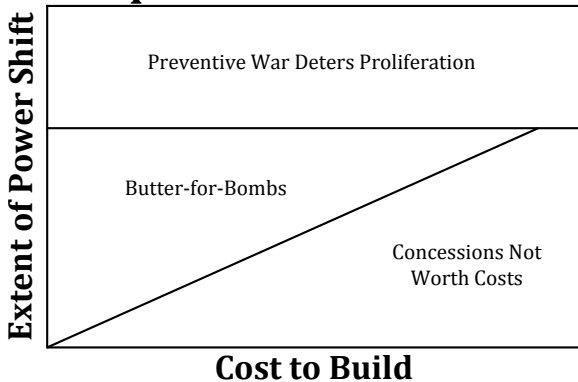 Preventive War Deters Proliferation
Extent of Power Shift
Butter-for-Bombs
Concessions Not
Worth Costs
Cost to Build